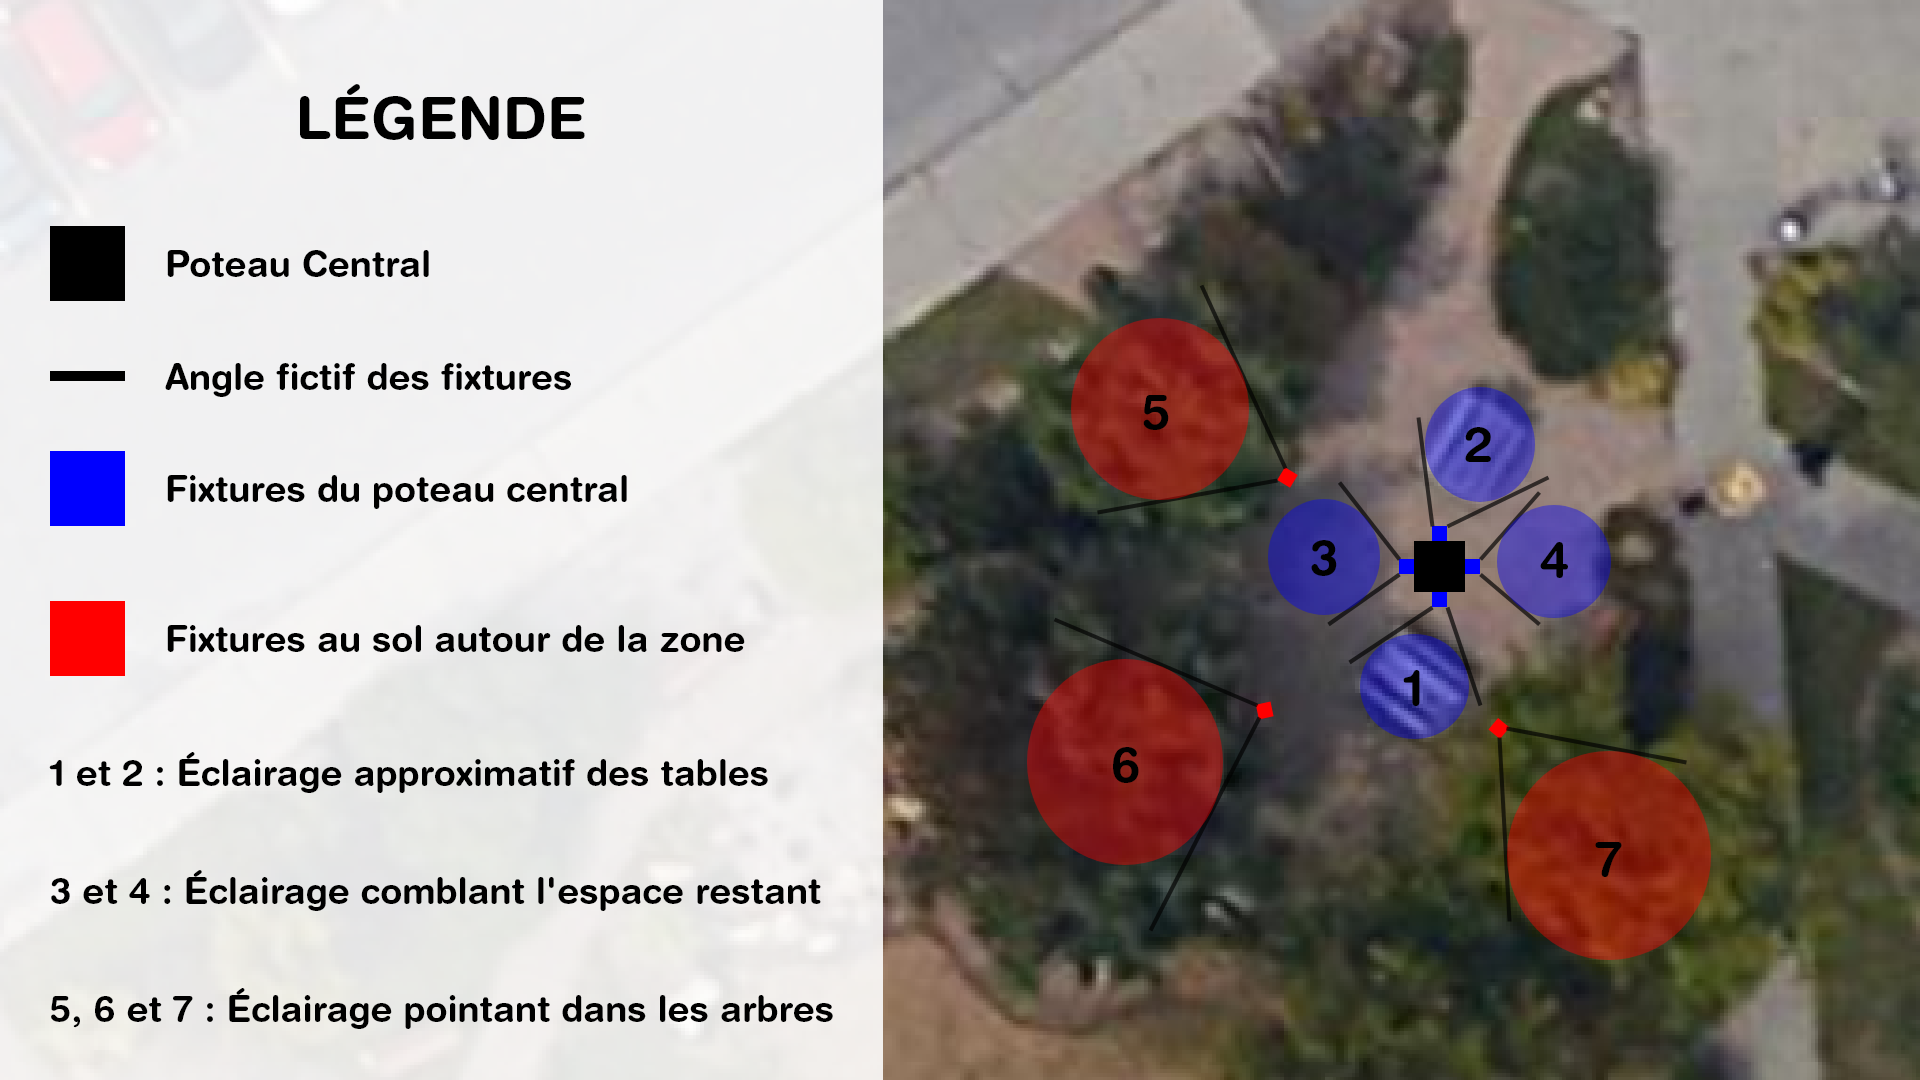 LÉGENDE
Poteau Central
Angle fictif des fixtures
Fixtures du poteau central
Fixtures au sol autour de la zone
1 et 2 : Éclairage approximatif des tables
3 et 4 : Éclairage comblant l'espace restant
5, 6 et 7 : Éclairage pointant dans les arbres
5
2
3
4
1
6
7